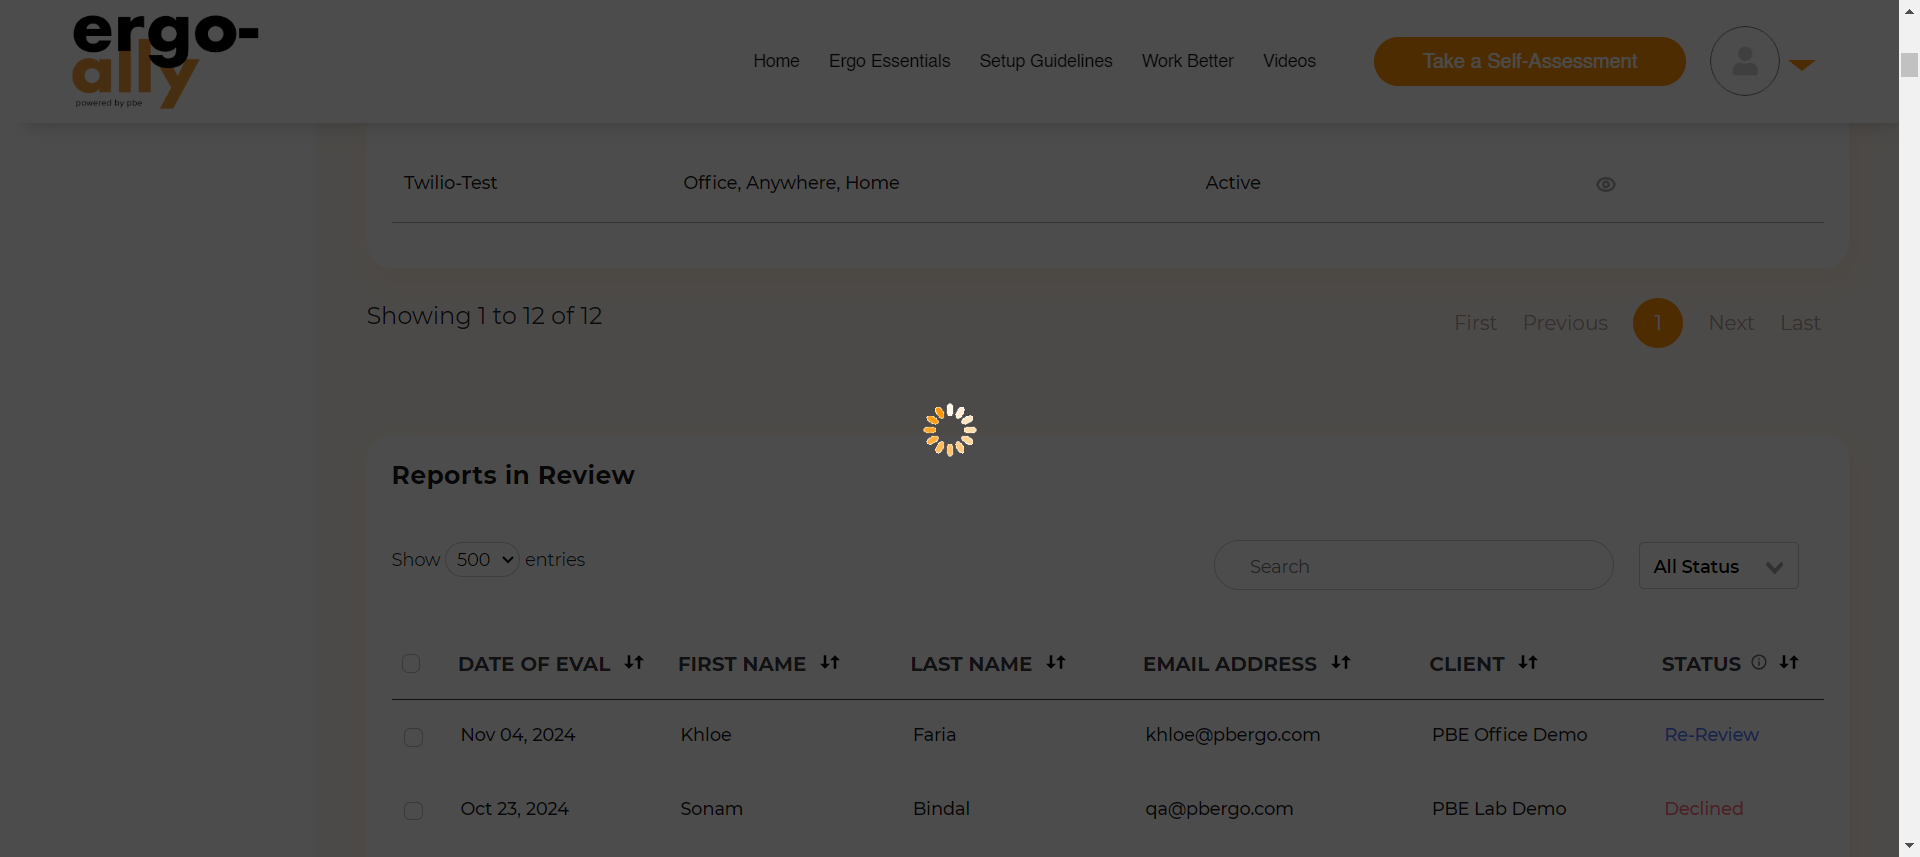 ergo-
ally
powered by pbe
Home Ergo Essentials Setup Guidelines Work Better Videos Take a Self-Assessment
Twilio-Test Office, Anywhere, Home Active
Showing 1 to 12 of 12
First Previous 1 Next Last
Reports in Review
Show 500 entries Search All Status
DATE OF EVAL FIRST NAME LAST NAME EMAIL ADDRESS CLIENT STATUS
Nov 04, 2024 Khloe Faria khloe@pbergo.com PBE Office Demo Re-Review
Oct 23, 2024 Sonam Bindal qa@pbergo.com PBE Lab Demo Declined